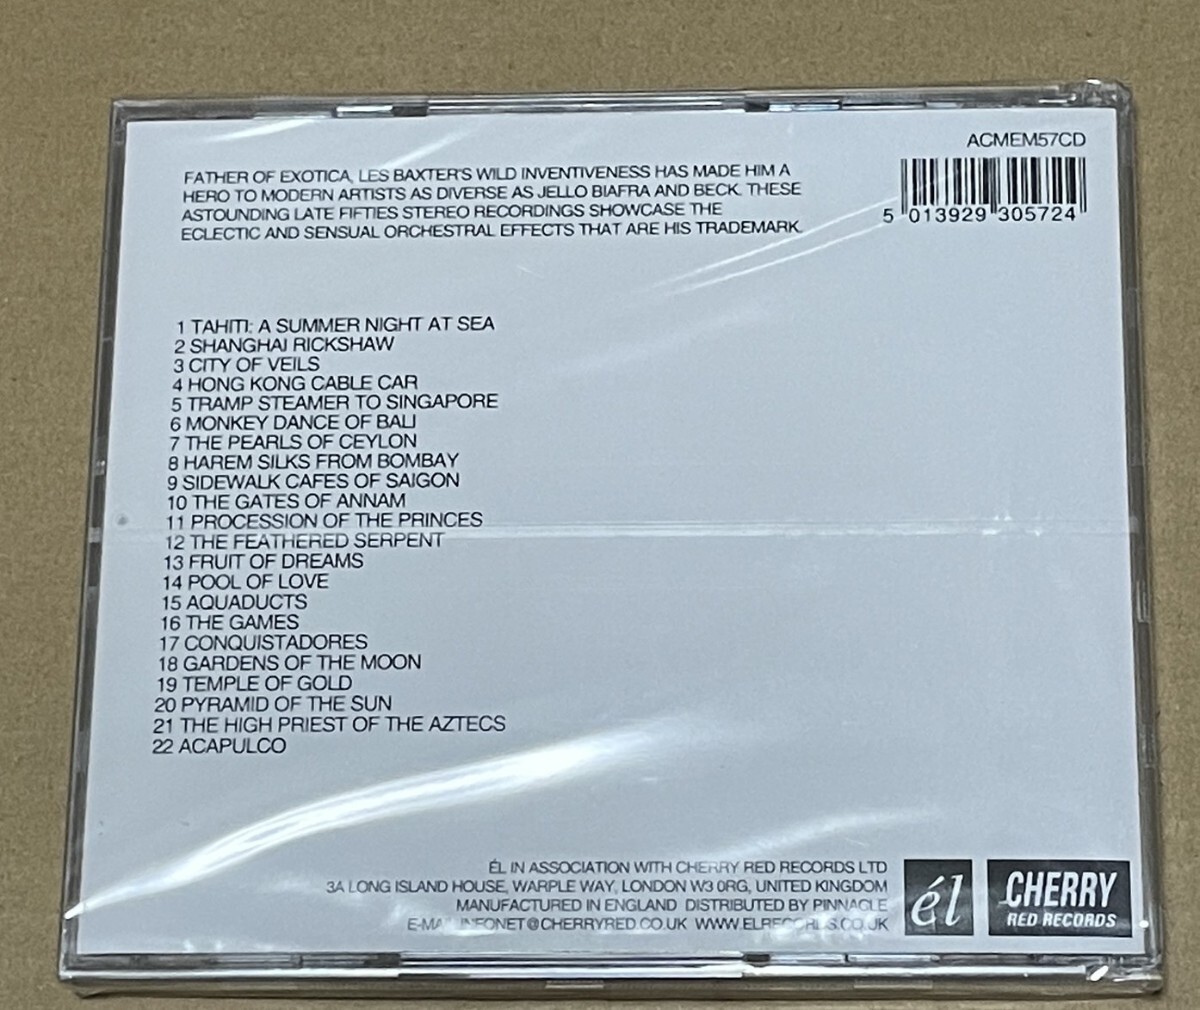 ACMEM57CD
5 013929 305724
FATHER OF EXOTICA, LES BAXTER'S WILD INVENTIVENESS HAS MADE HIM A
HERO TO MODERN ARTISTS AS DIVERSE AS JELLO BIAFRA AND BECK. THESE
ASTOUNDING LATE FIFTIES STEREO RECORDINGS SHOWCASE THE
ECLECTIC AND SENSUAL ORCHESTRAL EFFECTS THAT ARE HIS TRADEMARK.
1 TAHITI: A SUMMER NIGHT AT SEA
2 SHANGHAI RICKSHAW
3 CITY OF VEILS
4 HONG KONG CABLE CAR
5 TRAMP STEAMER TO SINGAPORE
6 MONKEY DANCE OF BALI
7 THE PEARLS OF CEYLON
8 HAREM SILKS FROM BOMBAY
9 SIDEWALK CAFES OF SAIGON
10 THE GATES OF ANNAM
11 PROCESSION OF THE PRINCES
12 THE FEATHERED SERPENT
13 FRUIT OF DREAMS
14 POOL OF LOVE
15 AQUADUCTS
16 THE GAMES
17 CONQUISTADORES
18 GARDENS OF THE MOON
19 TEMPLE OF GOLD
20 PYRAMID OF THE SUN
21 THE HIGH PRIEST OF THE AZTECS
22 ACAPULCO
ÉL IN ASSOCIATION WITH CHERRY RED RECORDS LTD
3A LONG ISLAND HOUSE, WARPLE WAY, LONDON W3 0RG, UNITED KINGDOM
MANUFACTURED IN ENGLAND DISTRIBUTED BY PINNACLE
E-MAIL INFONET@CHERRYRED.CO.UK WWW.ELRECORDS.CO.UK
él
CHERRY
RED RECORDS